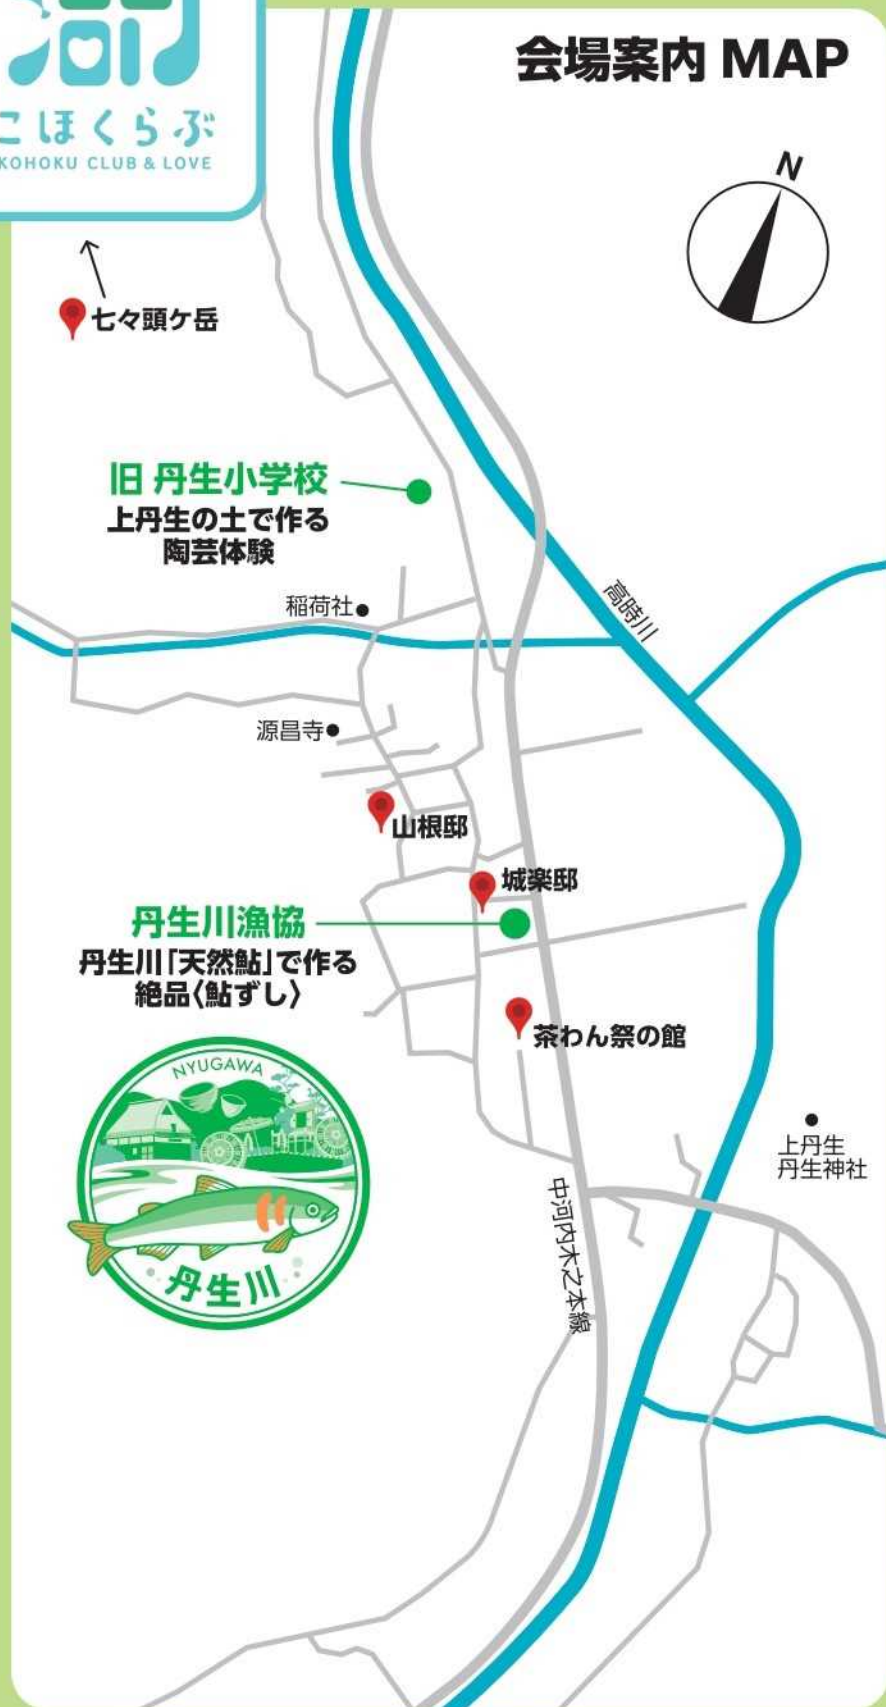 こほくらぶ
KOHOKU CLUB & LOVE
会場案内 MAP
N
七々頭ケ岳
旧 丹生小学校
上丹生の土で作る
陶芸体験
稲荷社
高時川
源昌寺
山根邸
城楽邸
丹生川漁協
丹生川「天然鮎」で作る
絶品〈鮎ずし〉
茶わん祭の館
NYUGAWA
丹生川
上丹生
丹生神社
中河内木之本線